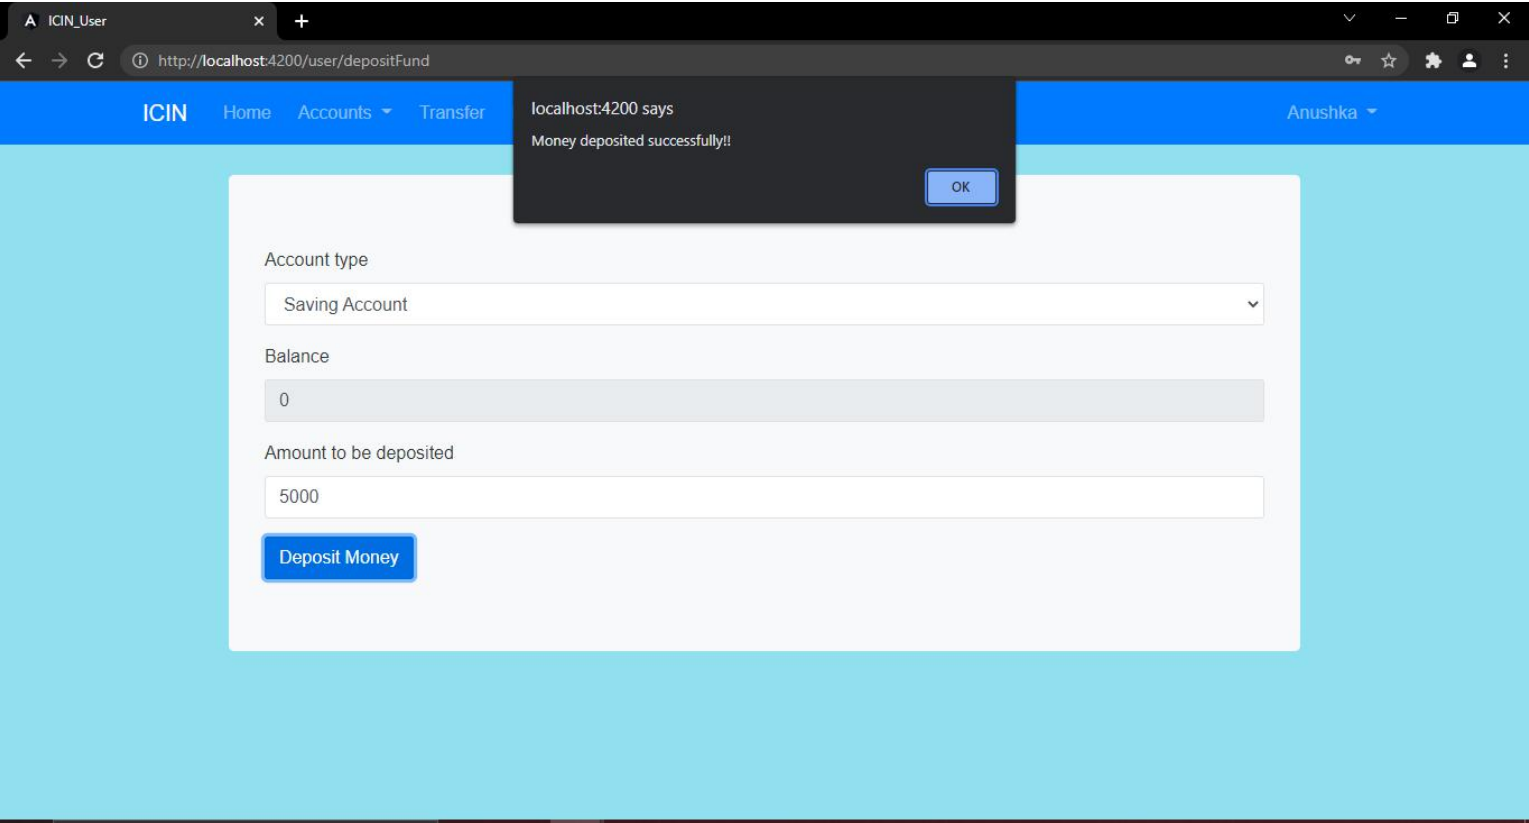 ICIN_User
http://localhost:4200/user/depositFund
ICIN Home Accounts Transfer Anushka
localhost:4200 says
Money deposited successfully!!
OK
Account type
Saving Account
Balance
0
Amount to be deposited
5000
Deposit Money